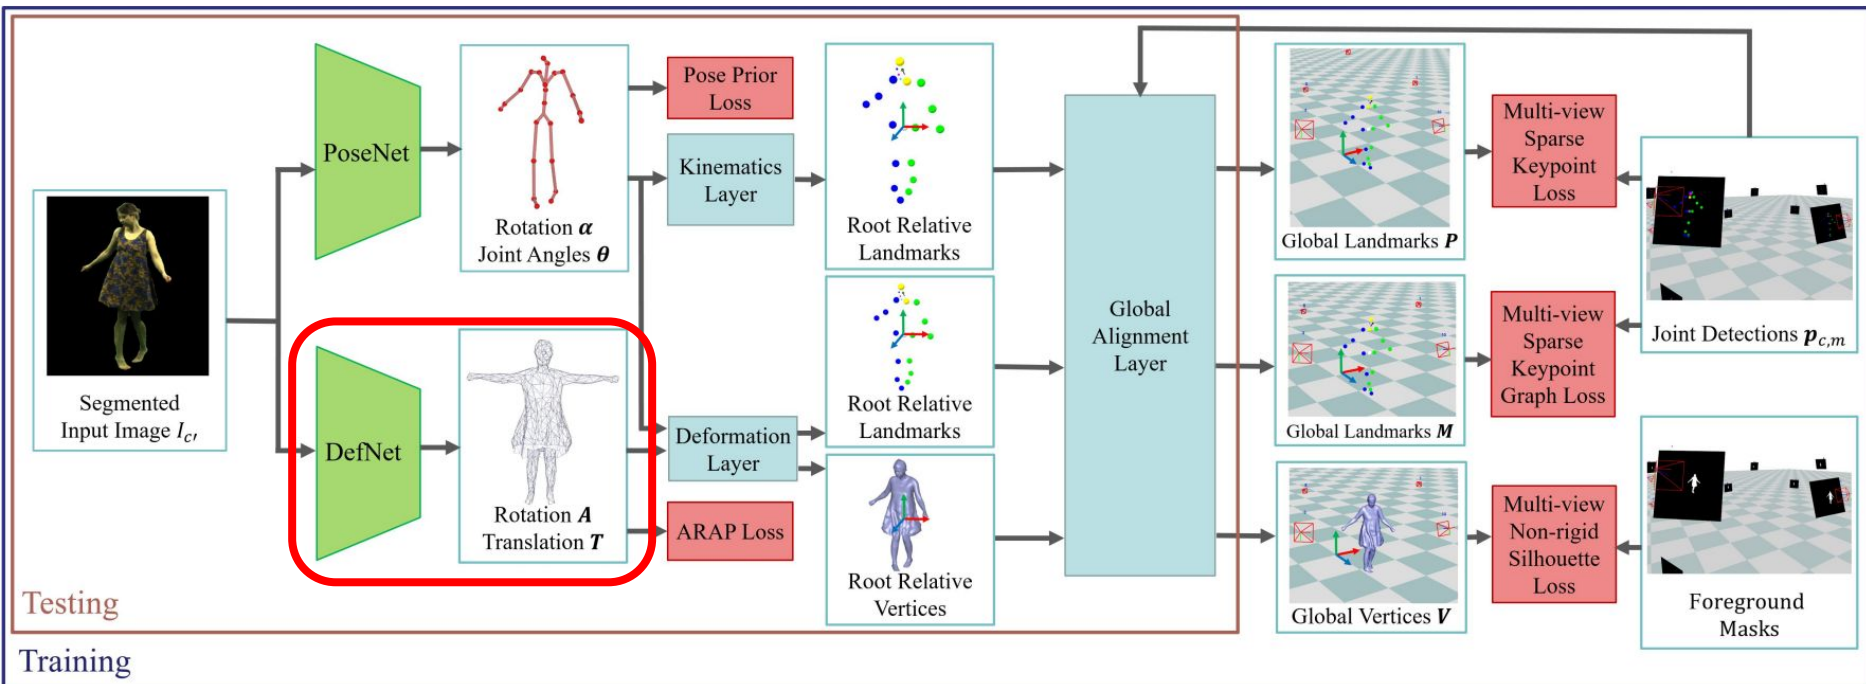 PoseNet
Rotation α
Joint Angles θ
Pose Prior
Loss
Kinematics
Layer
Root Relative
Landmarks
Segmented
Input Image I_{c'}
DefNet
Rotation A
Translation T
Deformation
Layer
ARAP Loss
Root Relative
Landmarks
Root Relative
Vertices
Global
Alignment
Layer
Global Landmarks P
Global Landmarks M
Global Vertices V
Multi-view
Sparse
Keypoint
Loss
Multi-view
Sparse
Keypoint
Graph Loss
Multi-view
Non-rigid
Silhouette
Loss
Joint Detections p_{c,m}
Foreground
Masks
Testing
Training